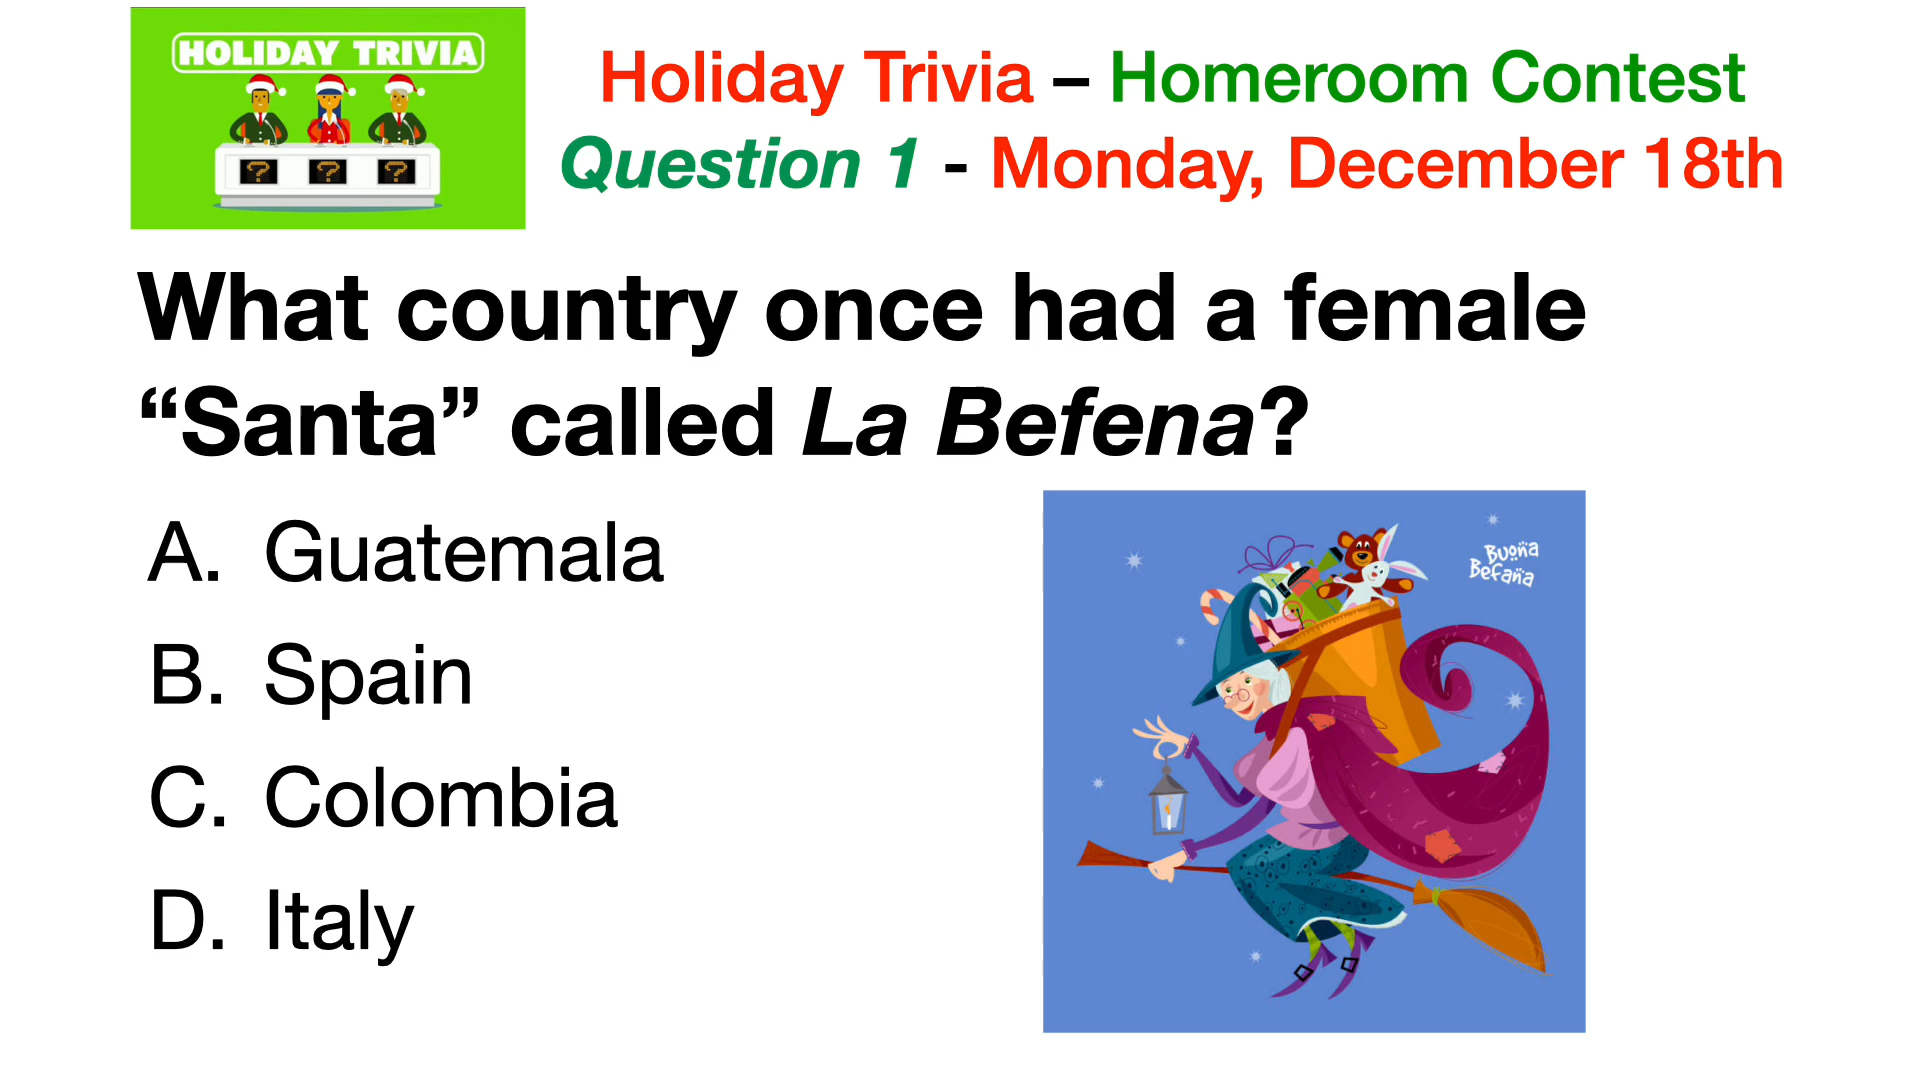 HOLIDAY TRIVIA
Holiday Trivia – Homeroom Contest
Question 1 - Monday, December 18th
? ? ?
What country once had a female
“Santa” called La Befena?
A. Guatemala
B. Spain
C. Colombia
D. Italy
Buona
Befana